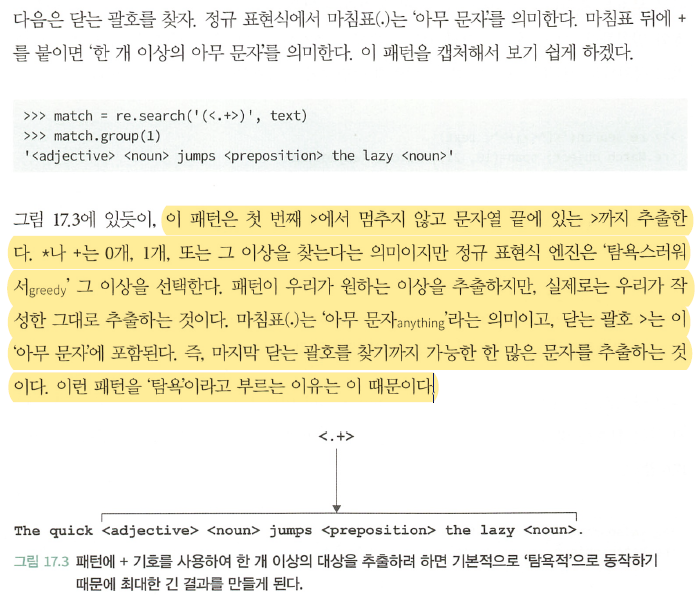 다음은 닫는 괄호를 찾자. 정규 표현식에서 마침표(.)는 ‘아무 문자’를 의미한다. 마침표 뒤에 +
를 붙이면 ‘한 개 이상의 아무 문자’를 의미한다. 이 패턴을 캡처해서 보기 쉽게 하겠다.
>>> match = re.search('(<.+>)', text)
>>> match.group(1)
'<adjective> <noun> jumps <preposition> the lazy <noun>'
그림 17.3에 있듯이, 이 패턴은 첫 번째 >에서 멈추지 않고 문자열 끝에 있는 >까지 추출한
다. *나 +는 0개, 1개, 또는 그 이상을 찾는다는 의미이지만 정규 표현식 엔진은 ‘탐욕스러워
서greedy’ 그 이상을 선택한다. 패턴이 우리가 원하는 이상을 추출하지만, 실제로는 우리가 작
성한 그대로 추출하는 것이다. 마침표(.)는 ‘아무 문자anything’라는 의미이고, 닫는 괄호 >는 이
‘아무 문자’에 포함된다. 즉, 마지막 닫는 괄호를 찾기까지 가능한 한 많은 문자를 추출하는 것
이다. 이런 패턴을 ‘탐욕’이라고 부르는 이유는 이 때문이다.
<.+>
The quick <adjective> <noun> jumps <preposition> the lazy <noun>.
그림 17.3 패턴에 + 기호를 사용하여 한 개 이상의 대상을 추출하려 하면 기본적으로 ‘탐욕적’으로 동작하기
때문에 최대한 긴 결과를 만들게 된다.